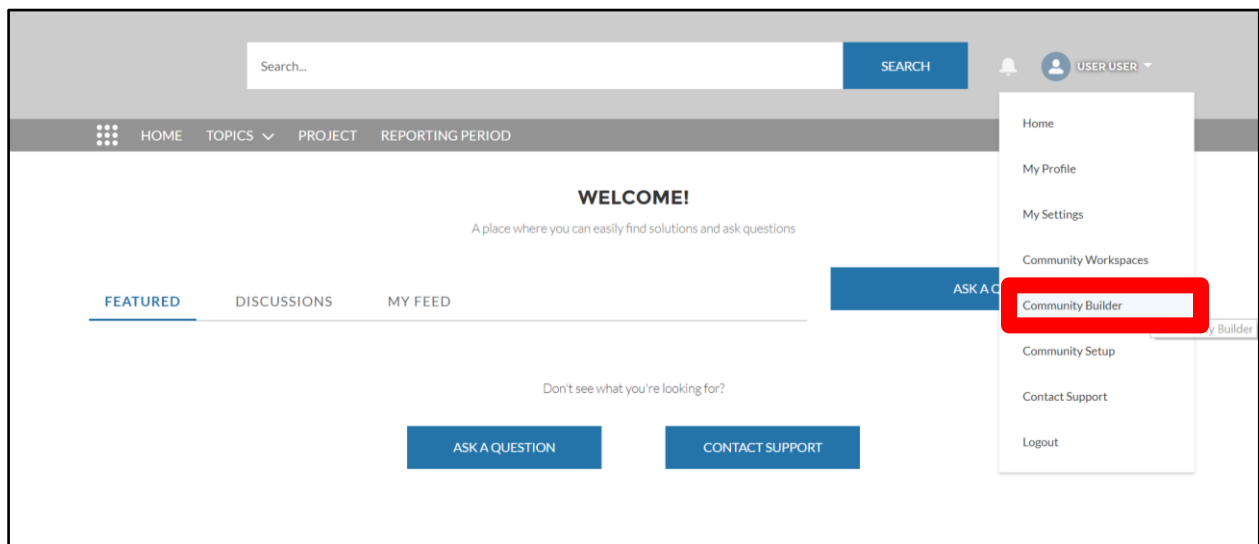 Search...
SEARCH
USER USER
HOME
TOPICS
PROJECT
REPORTING PERIOD
Home
My Profile
My Settings
Community Workspaces
Community Builder
Community Setup
Contact Support
Logout
WELCOME!
A place where you can easily find solutions and ask questions
FEATURED
DISCUSSIONS
MY FEED
ASK A Q
y Builder
Don't see what you're looking for?
ASK A QUESTION
CONTACT SUPPORT